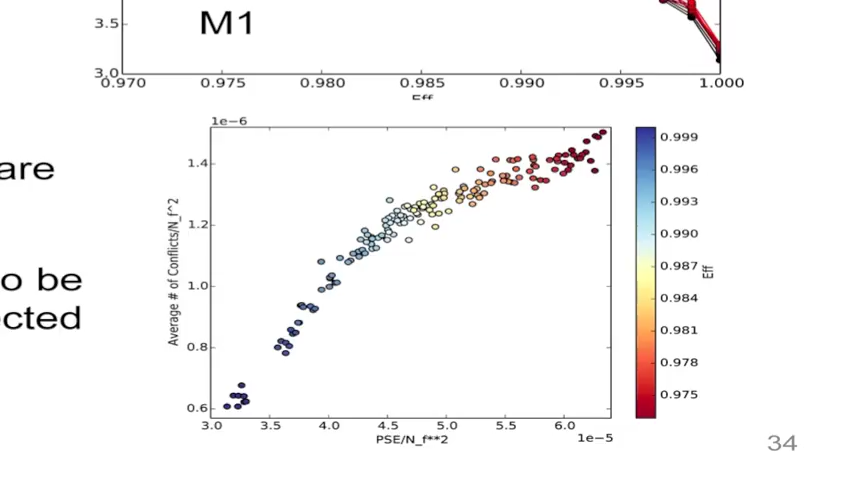 3.5
M1
3.0
0.970 0.975 0.980 0.985 0.990 0.995 1.000
Eff
1e−6
are
o be
ected
Average # of Conflicts/N_f^2
1.4
1.2
1.0
0.8
0.6
3.0 3.5 4.0 4.5 5.0 5.5 6.0
PSE/N_f**2
1e−5
0.999
0.996
0.993
0.990
0.987
0.984
0.981
0.978
0.975
Eff
34